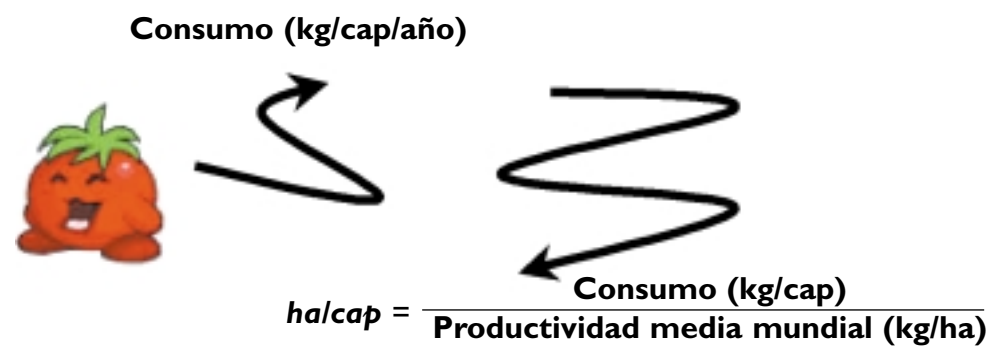 Consumo (kg/cap/año)
Consumo (kg/cap)
ha/cap =
Productividad media mundial (kg/ha)